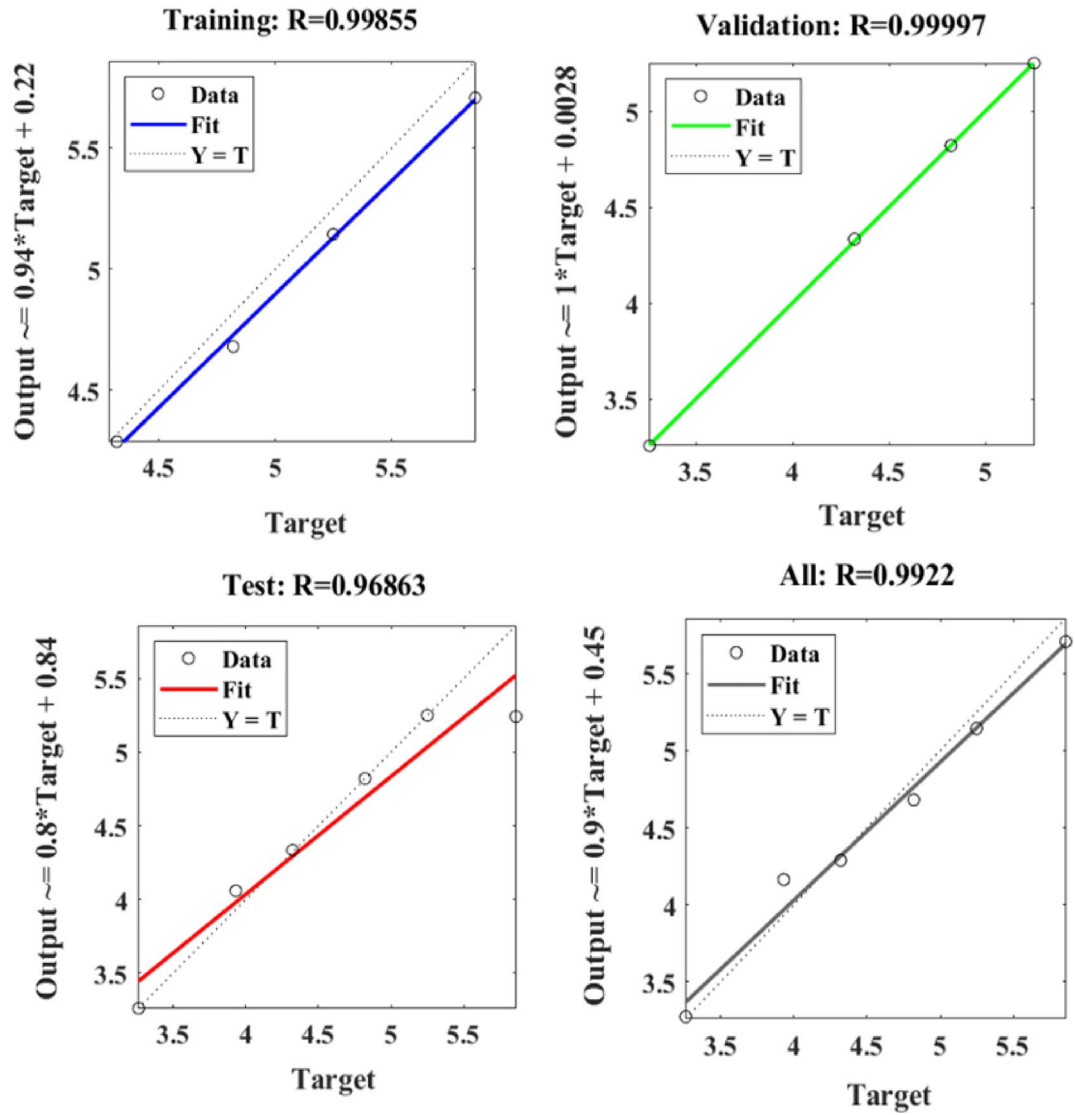 Training: R=0.99855
Output ~= 0.94*Target + 0.22
Data
Fit
Y = T
5.5
5
4.5
4.5 5 5.5
Target
Validation: R=0.99997
Output ~= 1*Target + 0.0028
Data
Fit
Y = T
5
4.5
4
3.5
3.5 4 4.5 5
Target
Test: R=0.96863
Output ~= 0.8*Target + 0.84
Data
Fit
Y = T
5.5
5
4.5
4
3.5
3.5 4 4.5 5 5.5
Target
All: R=0.9922
Output ~= 0.9*Target + 0.45
Data
Fit
Y = T
5.5
5
4.5
4
3.5
3.5 4 4.5 5 5.5
Target